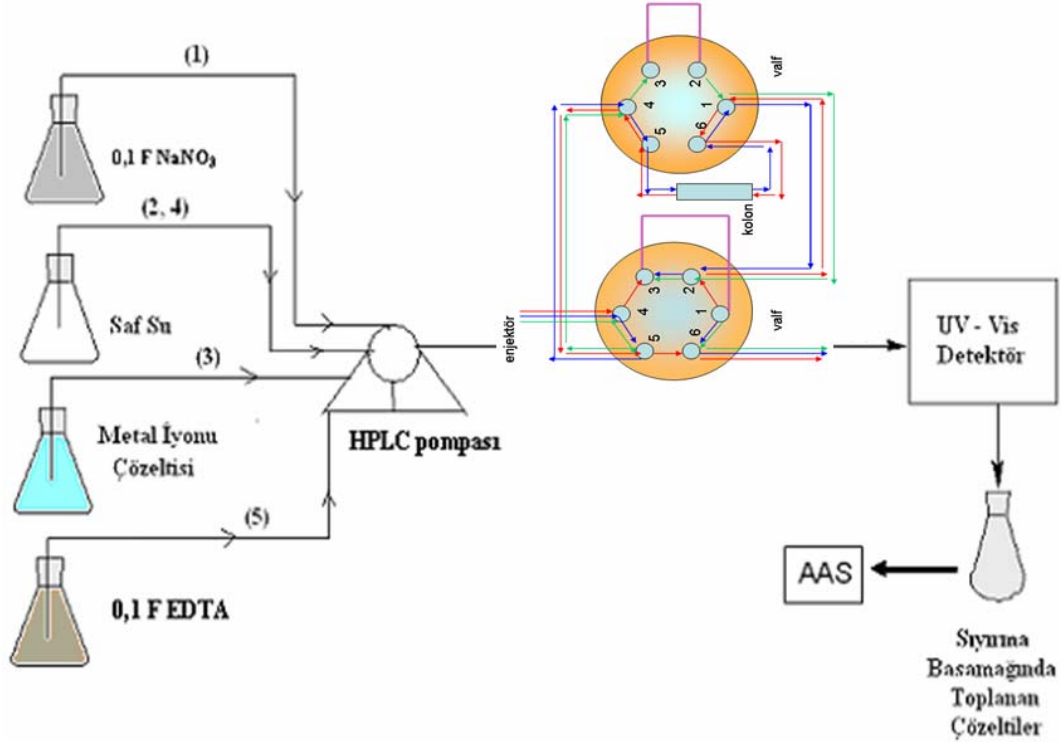 (1)
0,1 F NaNO₃
(2, 4)
Saf Su
(3)
Metal İyonu
Çözeltisi
(5)
0,1 F EDTA
HPLC pompası
enjektör
3
2
4
1
5
6
valf
kolon
3
2
4
1
5
6
valf
UV - Vis
Detektör
AAS
Sıyırma
Basamağında
Toplanan
Çözeltiler